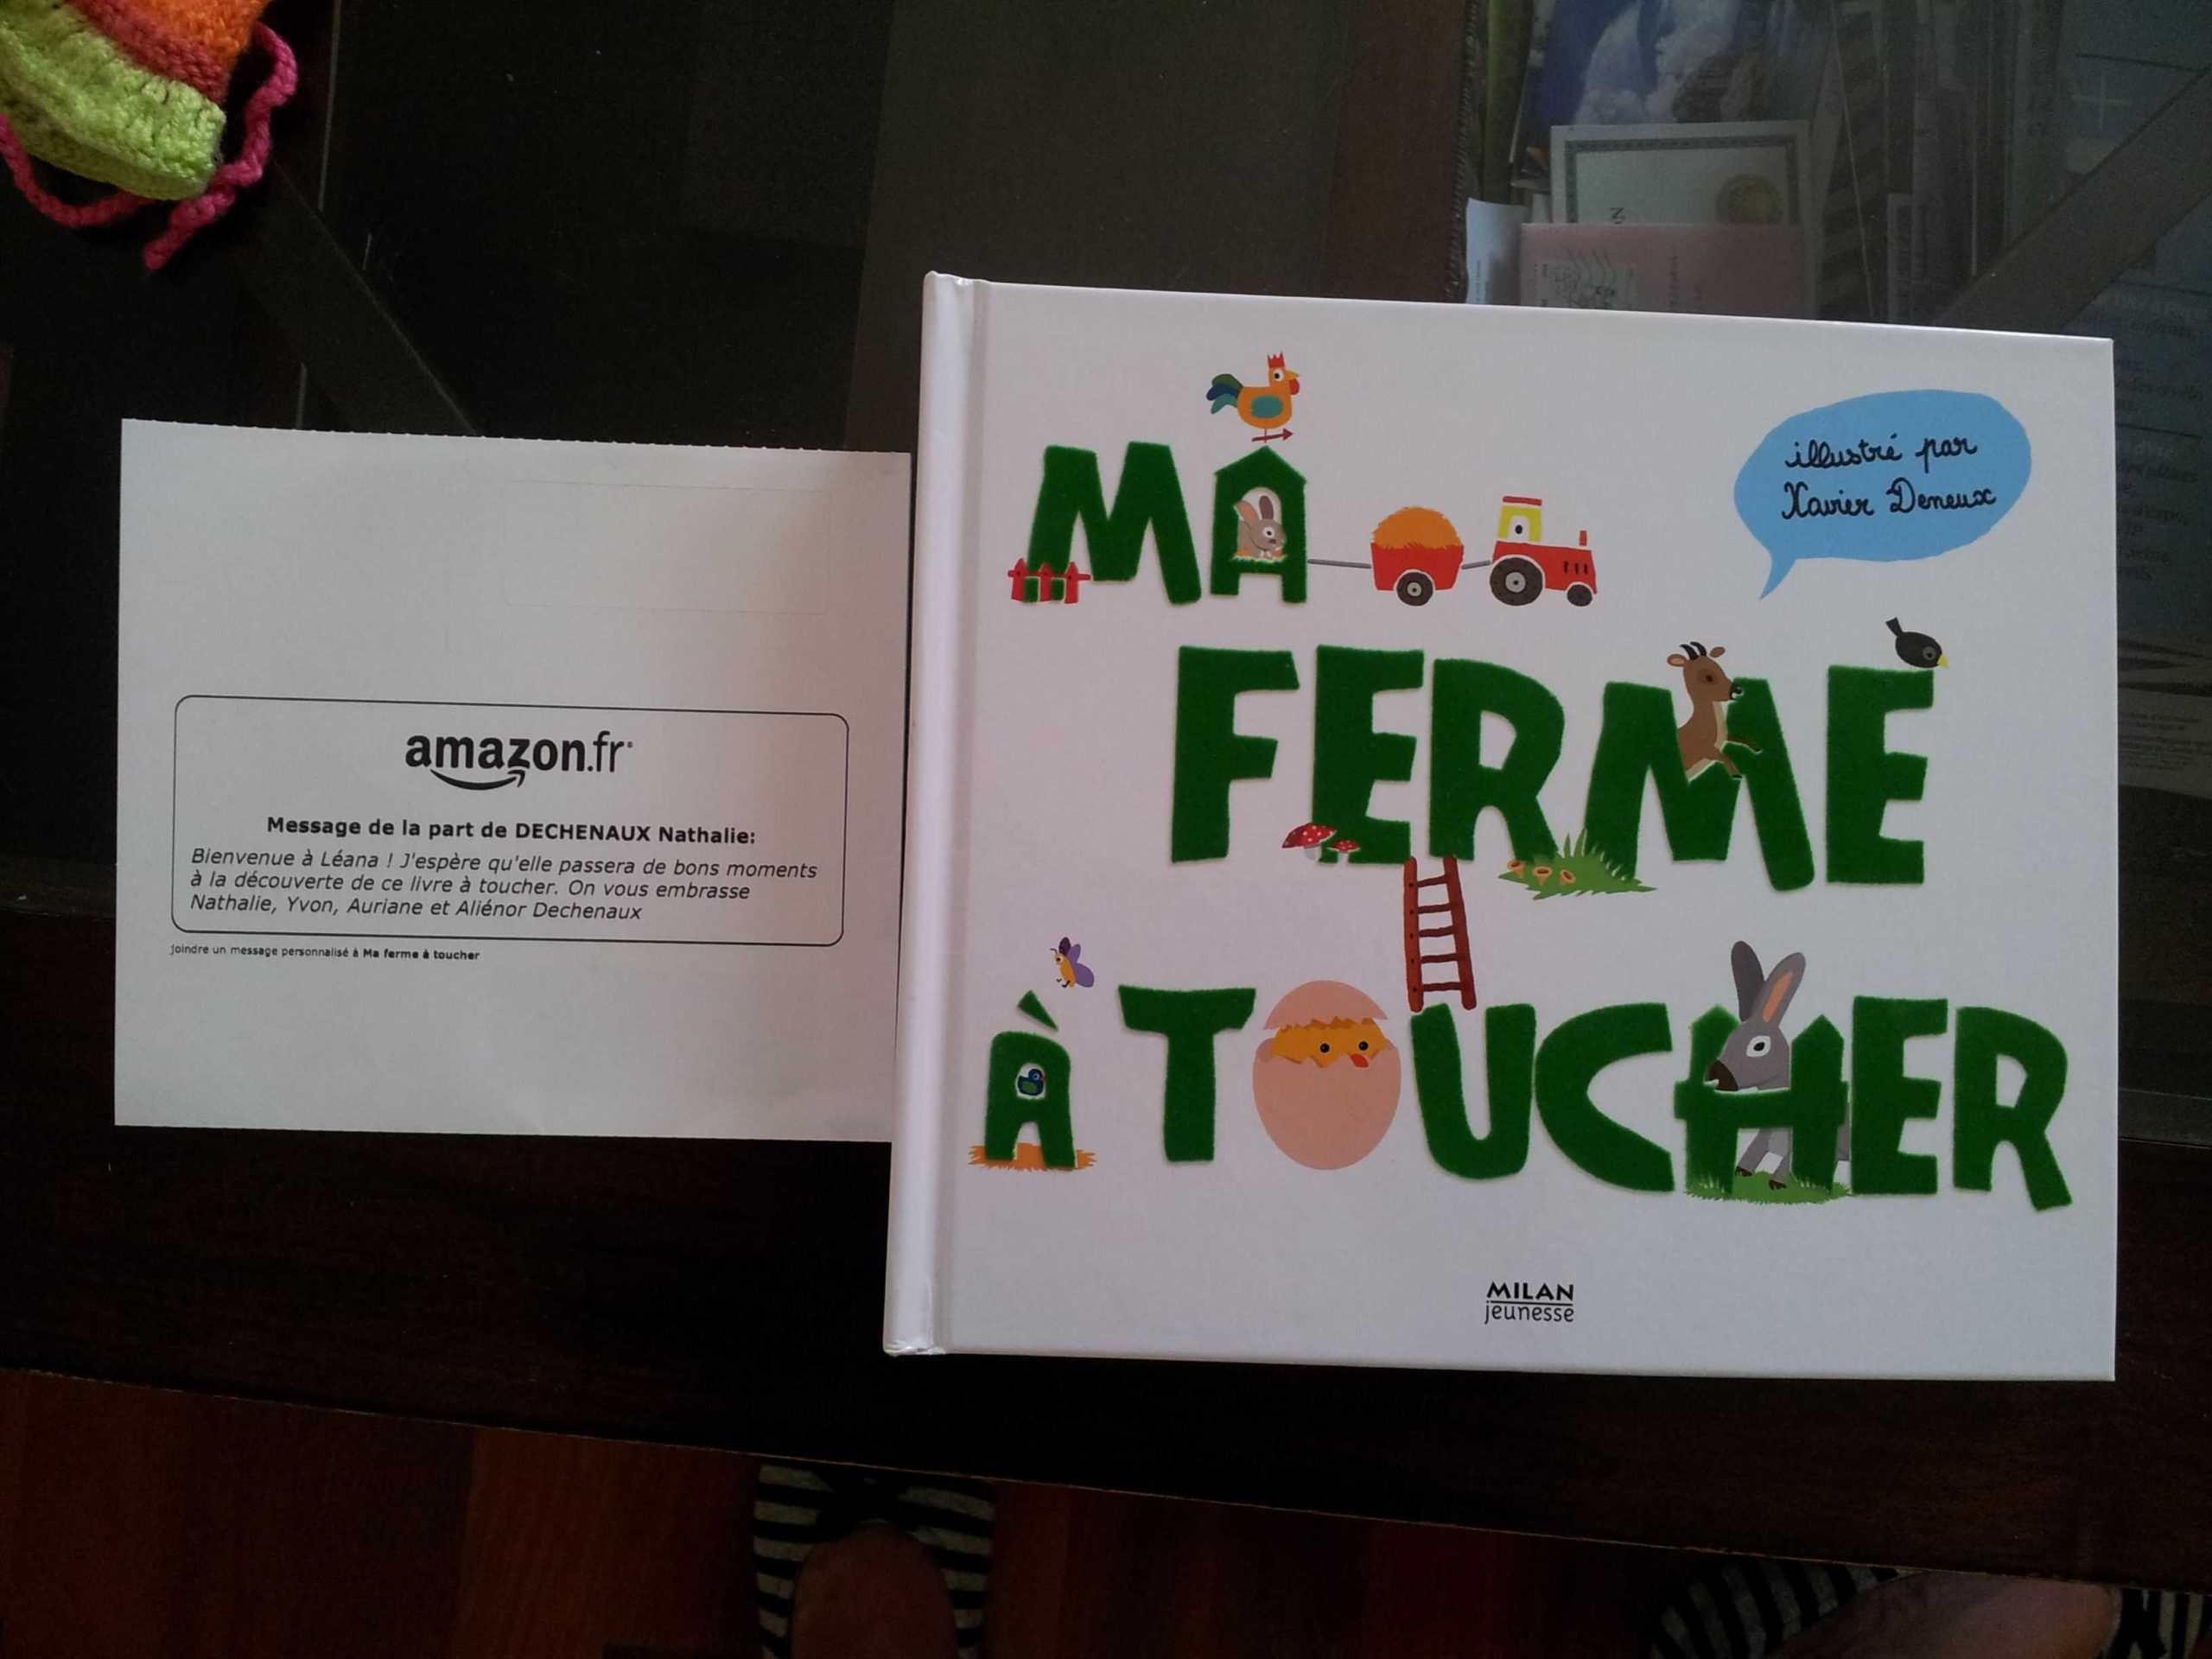 amazon.fr
Message de la part de DECHENAUX Nathalie:
Bienvenue à Léana ! J'espère qu'elle passera de bons moments
à la découverte de ce livre à toucher. On vous embrasse
Nathalie, Yvon, Auriane et Aliénor Dechenaux
joindre un message personnalisé à Ma ferme à toucher
illustré par
Xavier Deneux
MA
FERME
À TOUCHER
MILAN
jeunesse